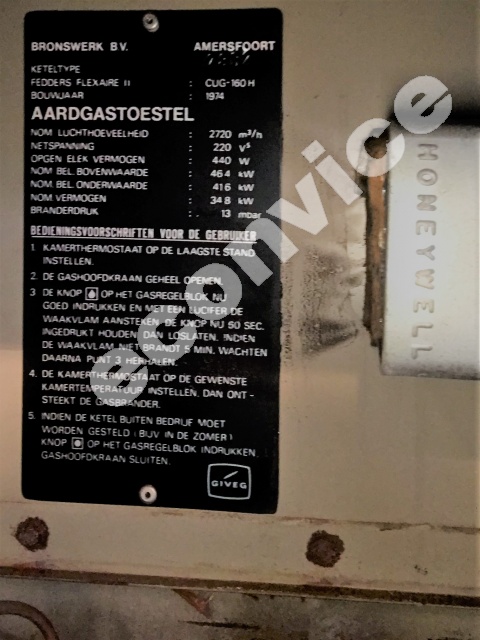 BRONSWERK B.V. AMERSFOORT
KETELTYPE
FEDDERS FLEXAIRE II : CUG-160 H
BOUWJAAR : 1974
AARDGASTOESTEL
NOM. LUCHTHOEVEELHEID : 2720 m³/h
NETSPANNING : 220 V
OPGEN. ELEK. VERMOGEN : 440 W
NOM. BEL. BOVENWAARDE : 46.4 kW
NOM. BEL. ONDERWAARDE : 41.6 kW
NOM. VERMOGEN : 34.8 kW
BRANDERDRUK : 13 mbar
BEDIENINGSVOORSCHRIFTEN VOOR DE GEBRUIKER
1. KAMERTHERMOSTAAT OP DE LAAGSTE STAND
INSTELLEN.
2. DE GASHOOFDKRAAN GEHEEL OPENEN.
3. DE KNOP OP HET GASREGELBLOK NU
GOED INDRUKKEN EN MET EEN LUCIFER DE
WAAKVLAM AANSTEKEN. DE KNOP NU 60 SEC.
INGEDRUKT HOUDEN DAN LOSLATEN. INDIEN
DE WAAKVLAM NIET BRANDT 5 MIN. WACHTEN
DAARNA PUNT 3 HERHALEN.
4. DE KAMERTHERMOSTAAT OP DE GEWENSTE
KAMERTEMPERATUUR INSTELLEN, DAN ONT-
STEEKT DE GASBRANDER.
5. INDIEN DE KETEL BUITEN BEDRIJF MOET
WORDEN GESTELD (BIJV. IN DE ZOMER)
KNOP OP HET GASREGELBLOK INDRUKKEN,
GASHOOFDKRAAN SLUITEN.
GIVEG
HONEYWELL
econvice